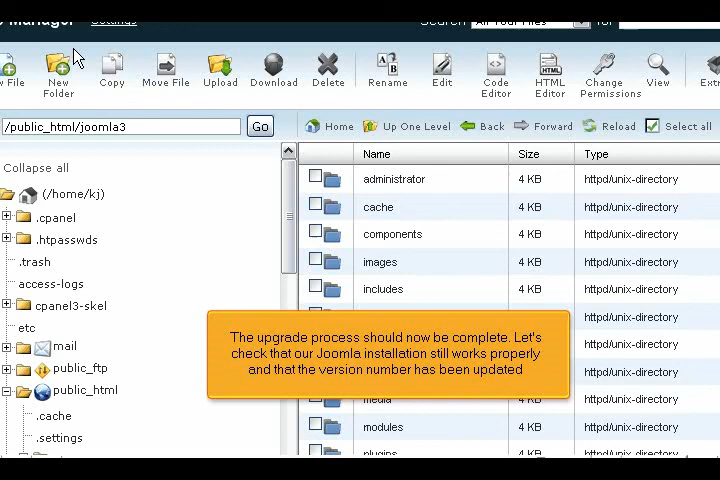 Manager Settings Search All Your Files for
New File New Folder Copy Move File Upload Download Delete Rename Edit Code Editor HTML Editor Change Permissions View Extr
/public_html/joomla3 Go Home Up One Level Back Forward Reload Select all
Collapse all
Name Size Type
(/home/kj)
administrator 4 KB httpd/unix-directory
.cpanel
cache 4 KB httpd/unix-directory
.htpasswds
components 4 KB httpd/unix-directory
.trash
images 4 KB httpd/unix-directory
access-logs
includes 4 KB httpd/unix-directory
cpanel3-skel
httpd/unix-directory
etc
The upgrade process should now be complete. Let's
check that our Joomla installation still works properly
and that the version number has been updated
mail
httpd/unix-directory
public_ftp
httpd/unix-directory
public_html
media 4 KB httpd/unix-directory
.cache
modules 4 KB httpd/unix-directory
.settings
plugins 4 KB httpd/unix-directory